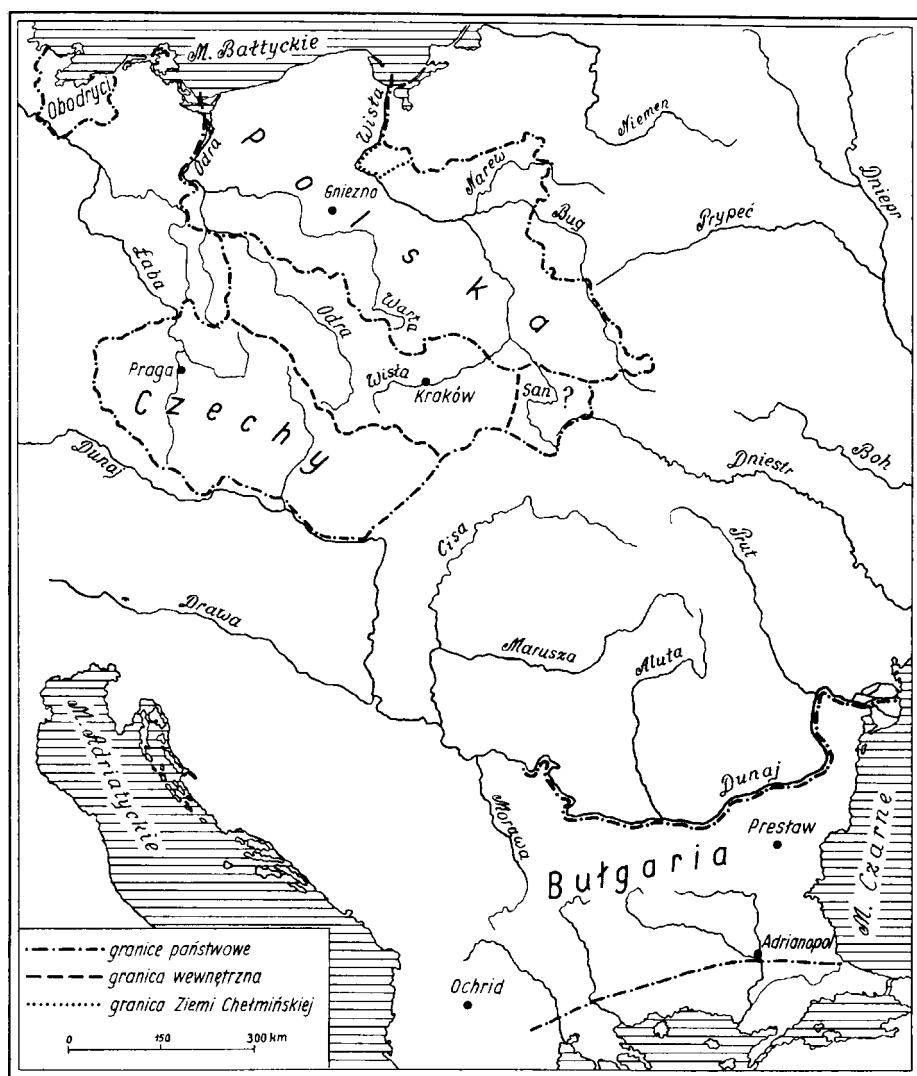 M. Bałtyckie
Obodryci
Odra
Wisła
Niemen
Dniepr
Narew
Bug
Prypeć
Polska
Gniezno
Łaba
Odra
Warta
Wisła
Kraków
San ?
Praga
Czechy
Dunaj
Dniestr
Boh
Cisa
Prut
Drawa
Marusza
Aluta
M. Adriatyckie
Dunaj
Morawa
Presław
M. Czarne
Bułgaria
Adrianopol
Ochrid
granice państwowe
granica wewnętrzna
granica Ziemi Chełmińskiej
0 150 300 km